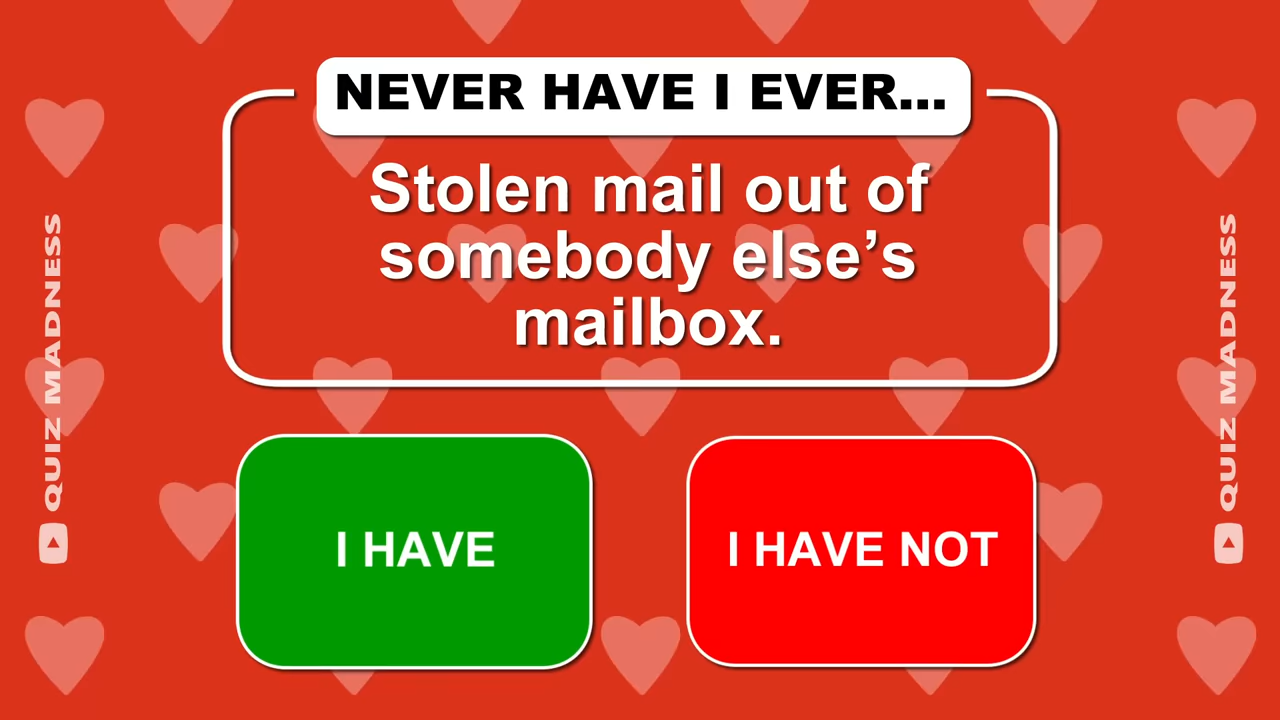 NEVER HAVE I EVER...
Stolen mail out of
somebody else’s
mailbox.
I HAVE
I HAVE NOT
QUIZ MADNESS
QUIZ MADNESS